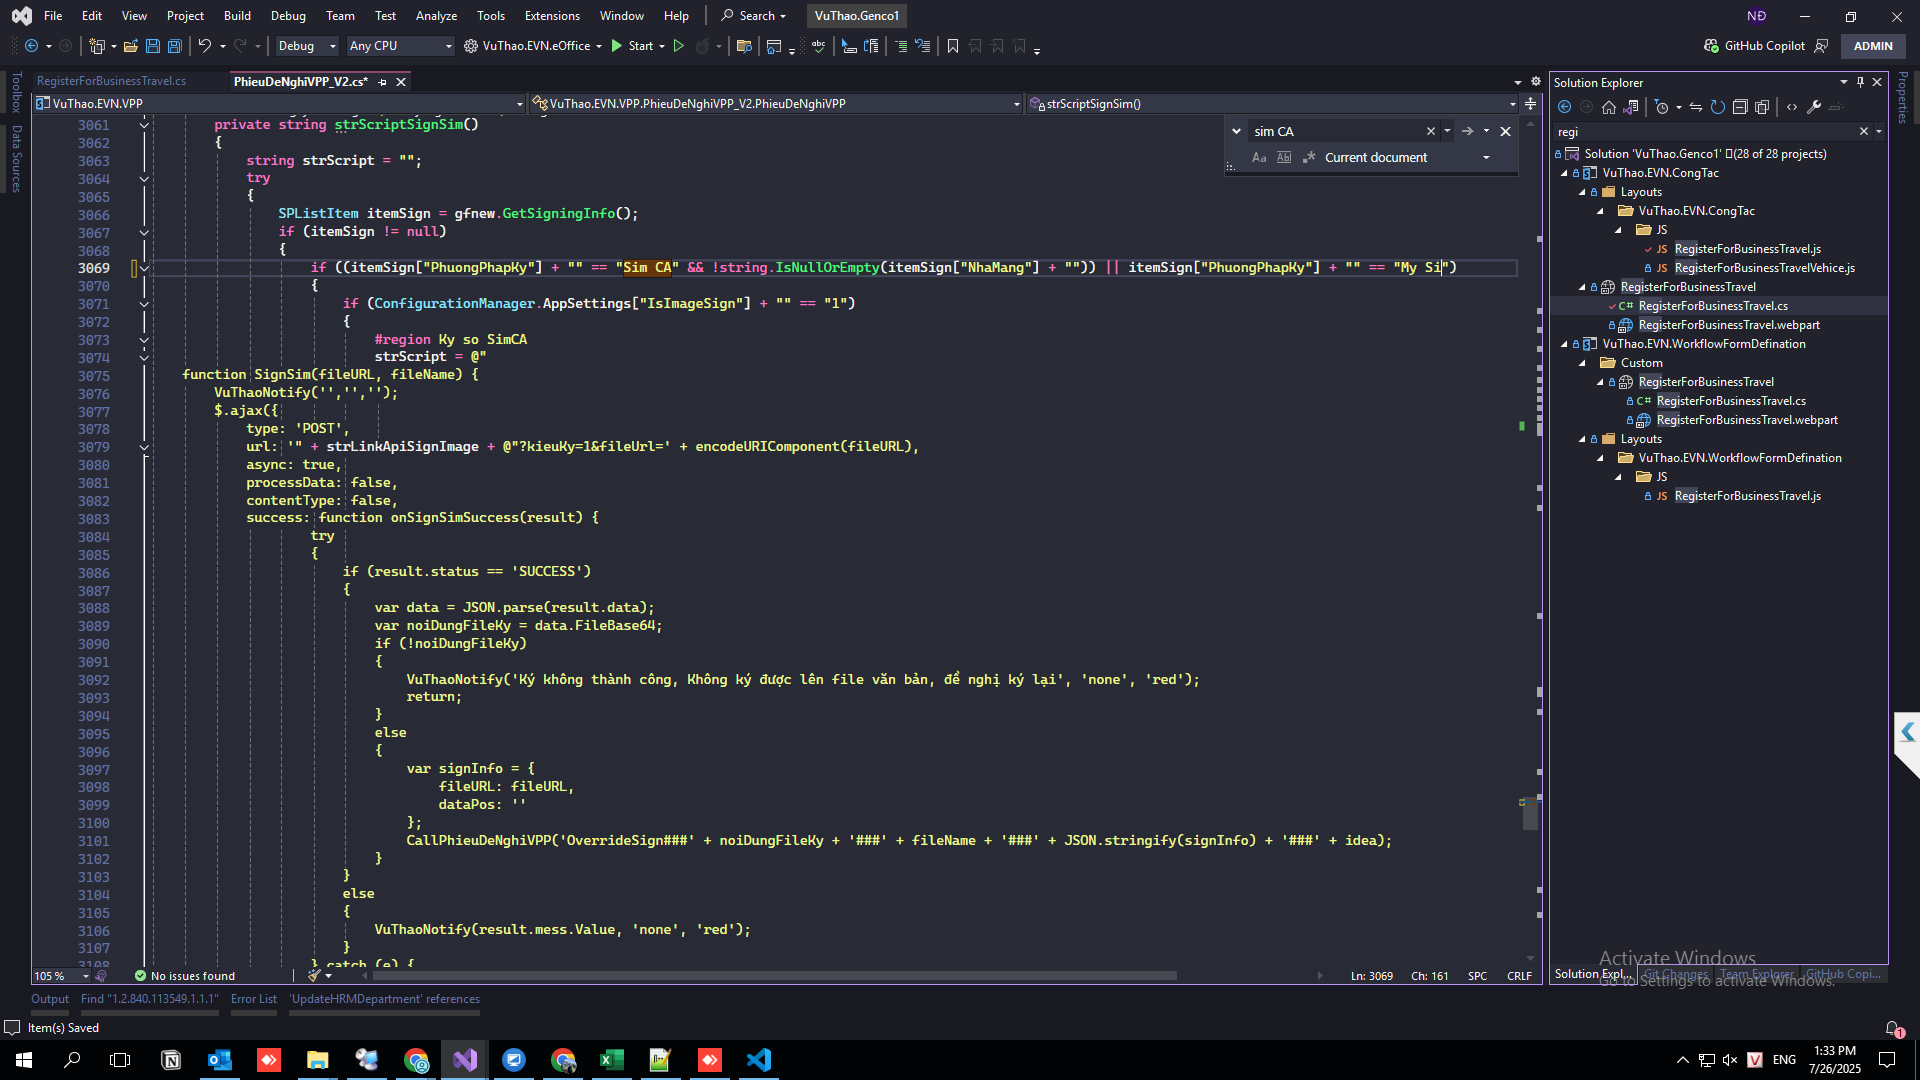 File Edit View Project Build Debug Team Test Analyze Tools Extensions Window Help Search VuThao.Genco1 NĐ
Debug Any CPU VuThao.EVN.eOffice Start GitHub Copilot ADMIN
RegisterForBusinessTravel.cs PhieuDeNghiVPP_V2.cs*
VuThao.EVN.VPP VuThao.EVN.VPP.PhieuDeNghiVPP_V2.PhieuDeNghiVPP strScriptSignSim()
Toolbox
Data Sources
3061 private string strScriptSignSim()
3062 {
3063 string strScript = "";
3064 try
3065 {
3066 SPListItem itemSign = gfnew.GetSigningInfo();
3067 if (itemSign != null)
3068 {
3069 if ((itemSign["PhuongPhapKy"] + "" == "Sim CA" && !string.IsNullOrEmpty(itemSign["NhaMang"] + "")) || itemSign["PhuongPhapKy"] + "" == "My Si")
3070 {
3071 if (ConfigurationManager.AppSettings["IsImageSign"] + "" == "1")
3072 {
3073 #region Ky so SimCA
3074 strScript = @"
3075 function SignSim(fileURL, fileName) {
3076 VuThaoNotify('','','');
3077 $.ajax({
3078 type: 'POST',
3079 url: '" + strLinkApiSignImage + @"?kieuKy=1&fileUrl=' + encodeURIComponent(fileURL),
3080 async: true,
3081 processData: false,
3082 contentType: false,
3083 success: function onSignSimSuccess(result) {
3084 try
3085 {
3086 if (result.status == 'SUCCESS')
3087 {
3088 var data = JSON.parse(result.data);
3089 var noiDungFileKy = data.FileBase64;
3090 if (!noiDungFileKy)
3091 {
3092 VuThaoNotify('Ký không thành công, Không ký được lên file văn bản, đề nghị ký lại', 'none', 'red');
3093 return;
3094 }
3095 else
3096 {
3097 var signInfo = {
3098 fileURL: fileURL,
3099 dataPos: ''
3100 };
3101 CallPhieuDeNghiVPP('OverrideSign###' + noiDungFileKy + '###' + fileName + '###' + JSON.stringify(signInfo) + '###' + idea);
3102 }
3103 }
3104 else
3105 {
3106 VuThaoNotify(result.mess.Value, 'none', 'red');
3107 }
3108 } catch (e) {
sim CA
Aa Ab Current document
105 % No issues found Ln: 3069 Ch: 161 SPC CRLF
Output Find "1.2.840.113549.1.1.1" Error List 'UpdateHRMDepartment' references
Item(s) Saved
Solution Explorer
regi
Solution 'VuThao.Genco1' (28 of 28 projects)
VuThao.EVN.CongTac
Layouts
VuThao.EVN.CongTac
JS
JS RegisterForBusinessTravel.js
JS RegisterForBusinessTravelVehice.js
RegisterForBusinessTravel
C# RegisterForBusinessTravel.cs
RegisterForBusinessTravel.webpart
VuThao.EVN.WorkflowFormDefination
Custom
RegisterForBusinessTravel
C# RegisterForBusinessTravel.cs
RegisterForBusinessTravel.webpart
Layouts
VuThao.EVN.WorkflowFormDefination
JS
JS RegisterForBusinessTravel.js
Solution Expl... Git Changes Team Explorer GitHub Copi...
Properties
Activate Windows
Go to Settings to activate Windows.
1
ENG
1:33 PM
7/26/2025